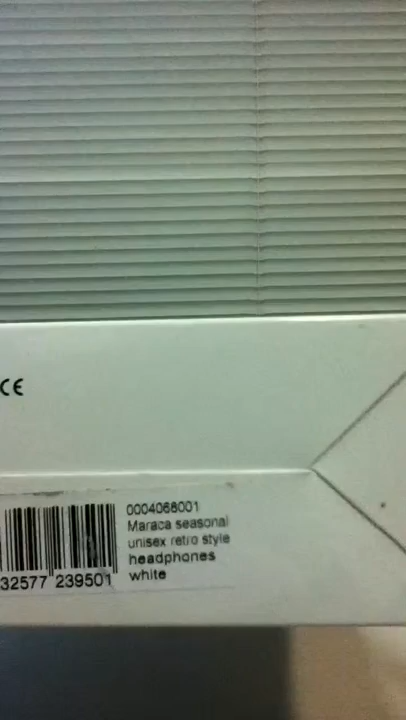 CE
0004068001
Maraca seasonal
unisex retro style
headphones
white
32577 239501